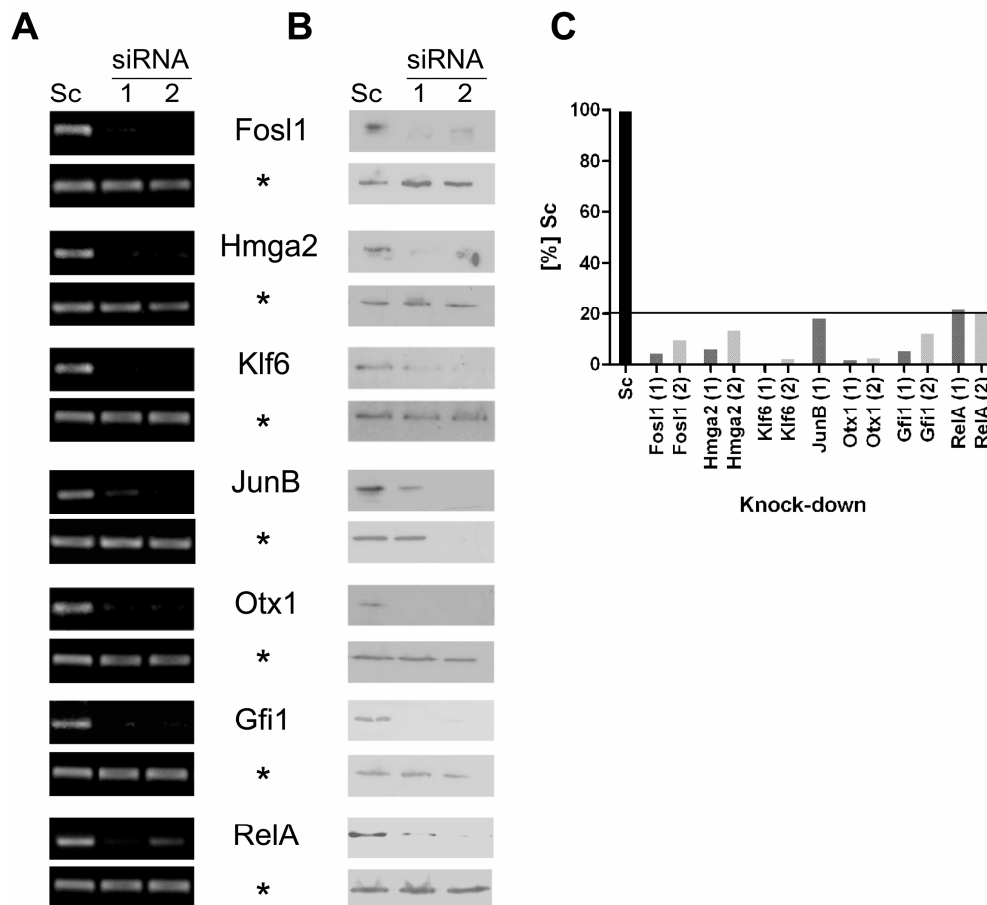 A
B
C
siRNA
Sc 1 2
siRNA
Sc 1 2
Fosl1
*
Hmga2
*
Klf6
*
JunB
*
Otx1
*
Gfi1
*
RelA
*
[%] Sc
100
80
60
40
20
0
Sc
Fosl1 (1)
Fosl1 (2)
Hmga2 (1)
Hmga2 (2)
Klf6 (1)
Klf6 (2)
JunB (1)
Otx1 (1)
Otx1 (2)
Gfi1 (1)
Gfi1 (2)
RelA (1)
RelA (2)
Knock-down